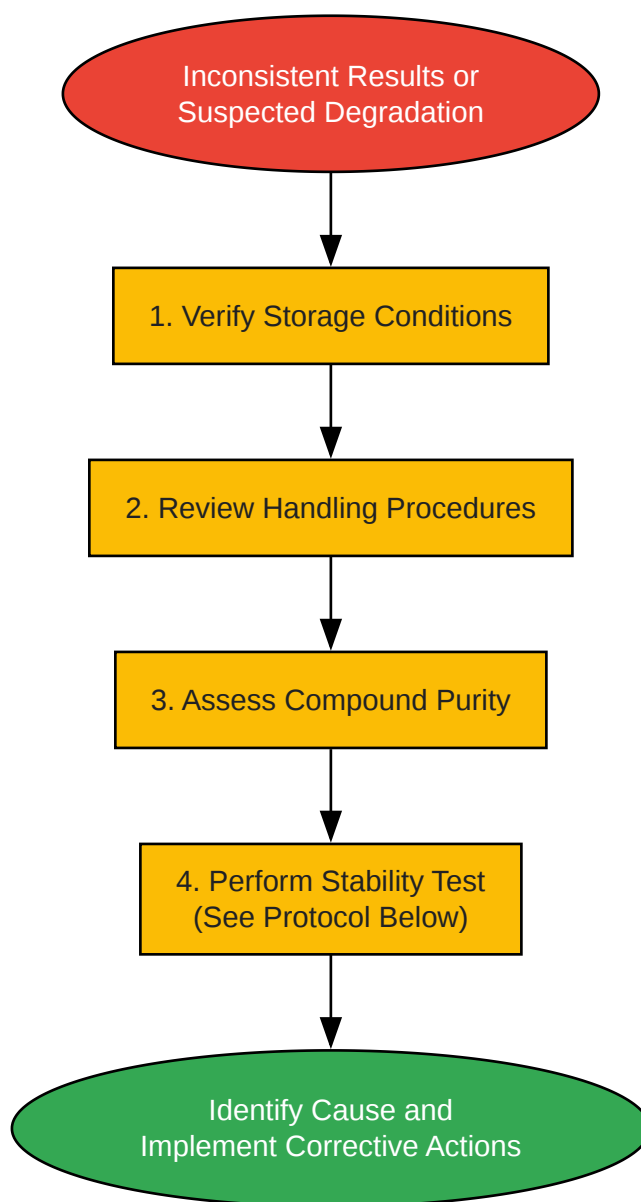 Inconsistent Results or
Suspected Degradation
1. Verify Storage Conditions
2. Review Handling Procedures
3. Assess Compound Purity
4. Perform Stability Test
(See Protocol Below)
Identify Cause and
Implement Corrective Actions